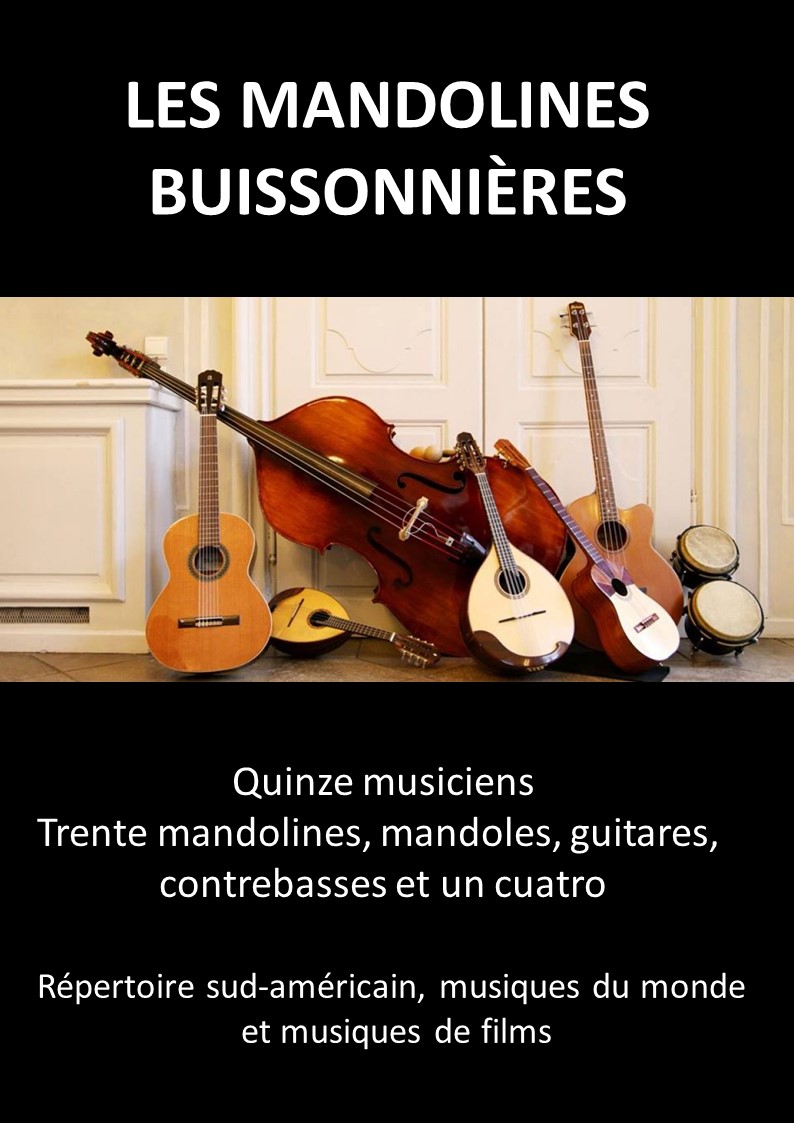 LES MANDOLINES
BUISSONNIÈRES
Quinze musiciens
Trente mandolines, mandoles, guitares,
contrebasses et un cuatro
Répertoire sud-américain, musiques du monde
et musiques de films